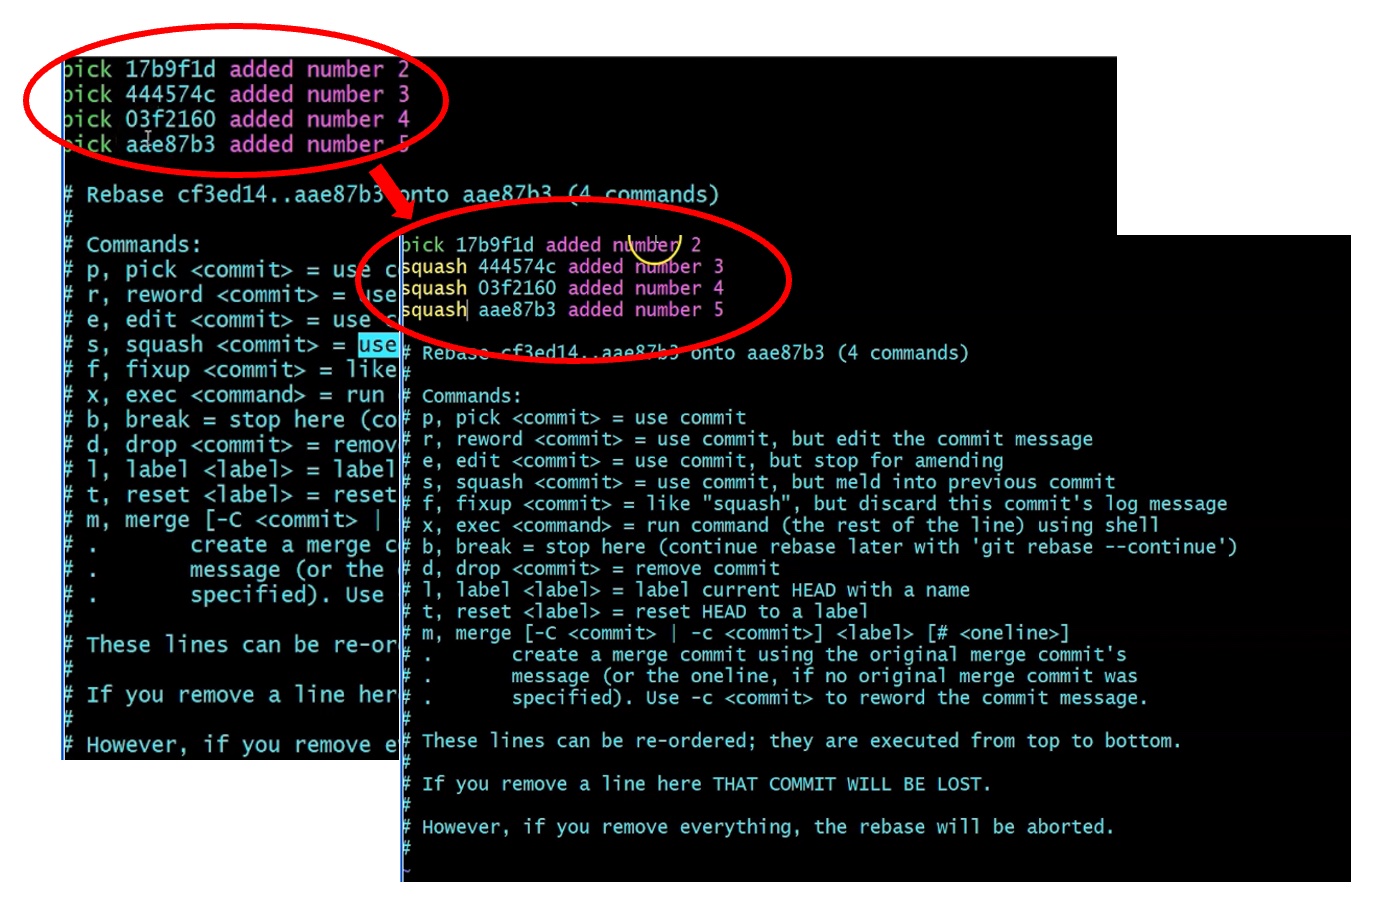 pick 17b9f1d added number 2
pick 444574c added number 3
pick 03f2160 added number 4
pick aae87b3 added number 5
# Rebase cf3ed14..aae87b3 onto aae87b3 (4 commands)
#
# Commands:
# p, pick <commit> = use c
# r, reword <commit> = use
# e, edit <commit> = use c
# s, squash <commit> = use
# f, fixup <commit> = like
# x, exec <command> = run
# b, break = stop here (co
# d, drop <commit> = remov
# l, label <label> = label
# t, reset <label> = reset
# m, merge [-C <commit> |
# .       create a merge c
# .       message (or the
# .       specified). Use
#
# These lines can be re-or
#
# If you remove a line her
#
# However, if you remove e
pick 17b9f1d added number 2
squash 444574c added number 3
squash 03f2160 added number 4
squash aae87b3 added number 5
# Rebase cf3ed14..aae87b3 onto aae87b3 (4 commands)
#
# Commands:
# p, pick <commit> = use commit
# r, reword <commit> = use commit, but edit the commit message
# e, edit <commit> = use commit, but stop for amending
# s, squash <commit> = use commit, but meld into previous commit
# f, fixup <commit> = like "squash", but discard this commit's log message
# x, exec <command> = run command (the rest of the line) using shell
# b, break = stop here (continue rebase later with 'git rebase --continue')
# d, drop <commit> = remove commit
# l, label <label> = label current HEAD with a name
# t, reset <label> = reset HEAD to a label
# m, merge [-C <commit> | -c <commit>] <label> [# <oneline>]
# .       create a merge commit using the original merge commit's
# .       message (or the oneline, if no original merge commit was
# .       specified). Use -c <commit> to reword the commit message.
#
# These lines can be re-ordered; they are executed from top to bottom.
#
# If you remove a line here THAT COMMIT WILL BE LOST.
#
# However, if you remove everything, the rebase will be aborted.
#
~